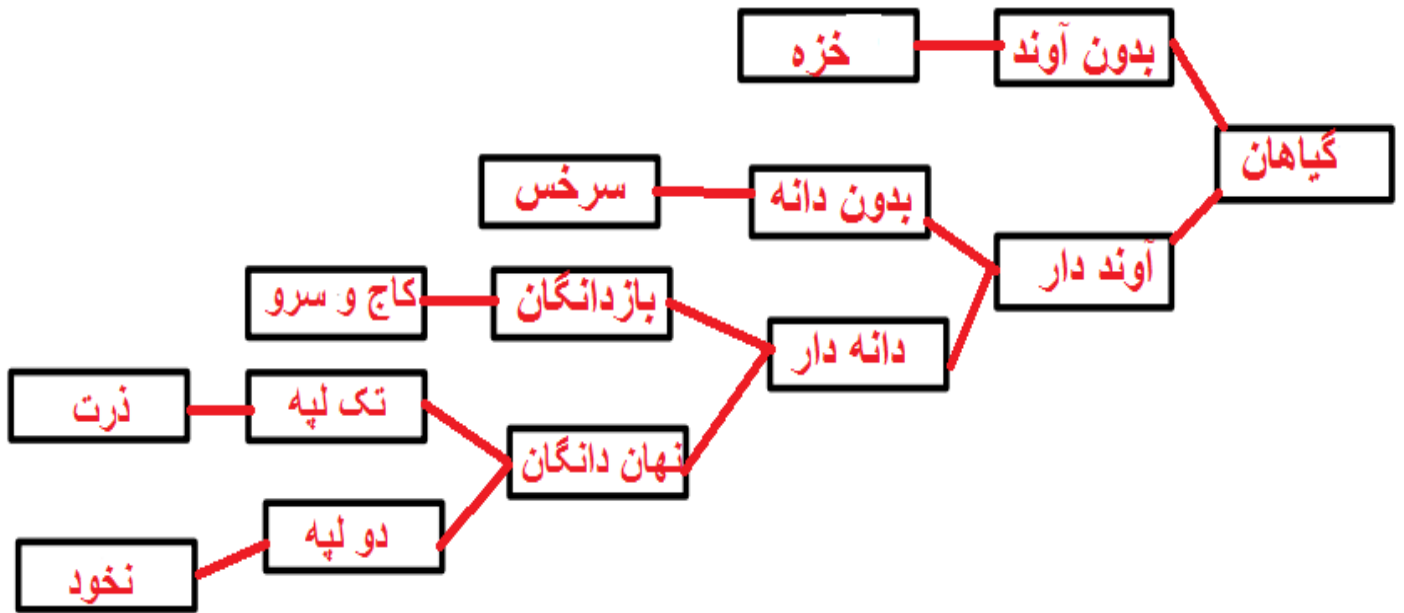 گیاهان
بدون آوند
خزه
آوند دار
بدون دانه
سرخس
دانه دار
بازدانگان
کاج و سرو
نهان دانگان
تک لپه
ذرت
دو لپه
نخود